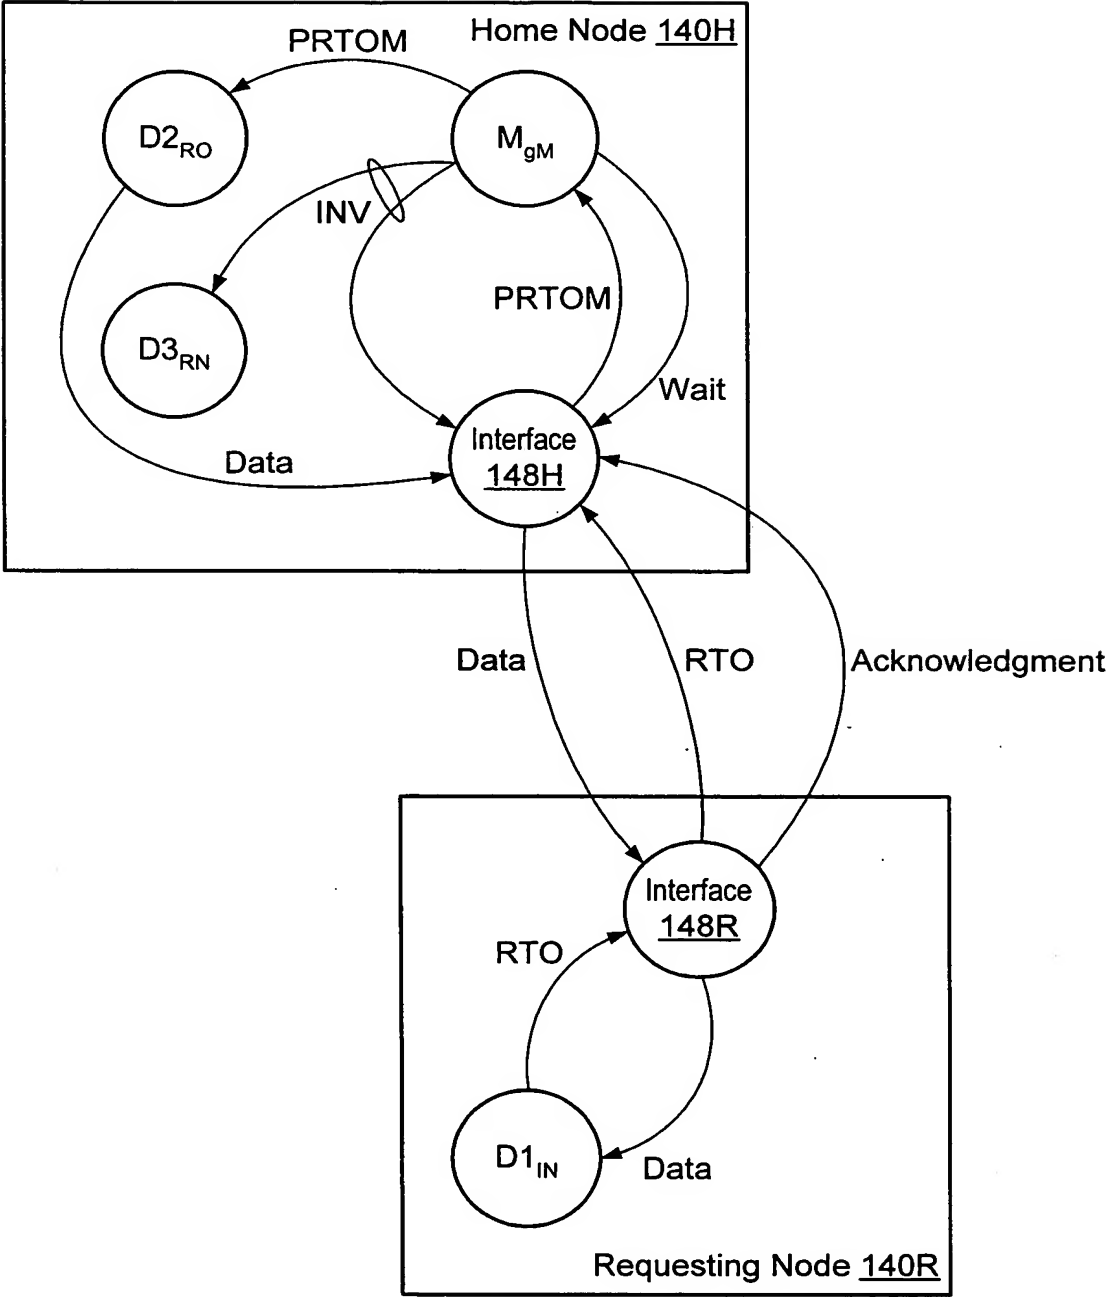 Home Node 140H
PRTOM
D2RO
MgM
INV
PRTOM
D3RN
Wait
Interface
148H
Data
Data
RTO
Acknowledgment
Interface
148R
RTO
D1IN
Data
Requesting Node 140R